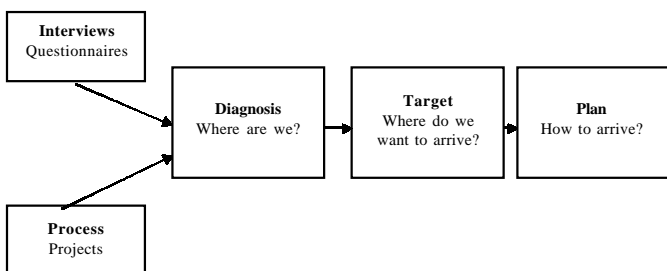 Interviews
Questionnaires
Diagnosis
Where are we?
Target
Where do we
want to arrive?
Plan
How to arrive?
Process
Projects